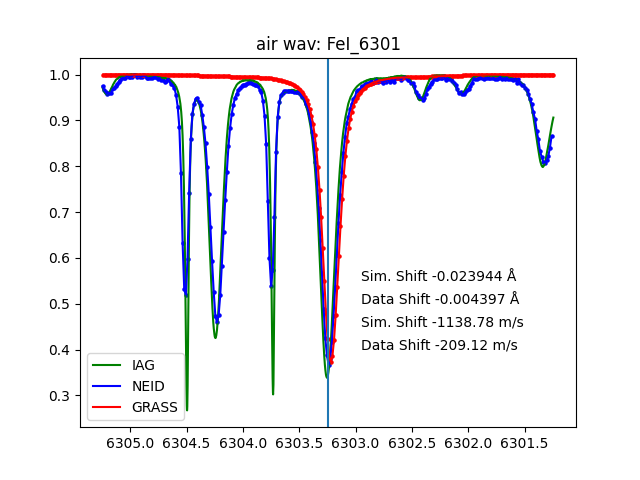 air wav: FeI_6301
1.0
0.9
0.8
0.7
0.6
0.5
0.4
0.3
Sim. Shift -0.023944 Å
Data Shift -0.004397 Å
Sim. Shift -1138.78 m/s
Data Shift -209.12 m/s
IAG
NEID
GRASS
6305.0 6304.5 6304.0 6303.5 6303.0 6302.5 6302.0 6301.5